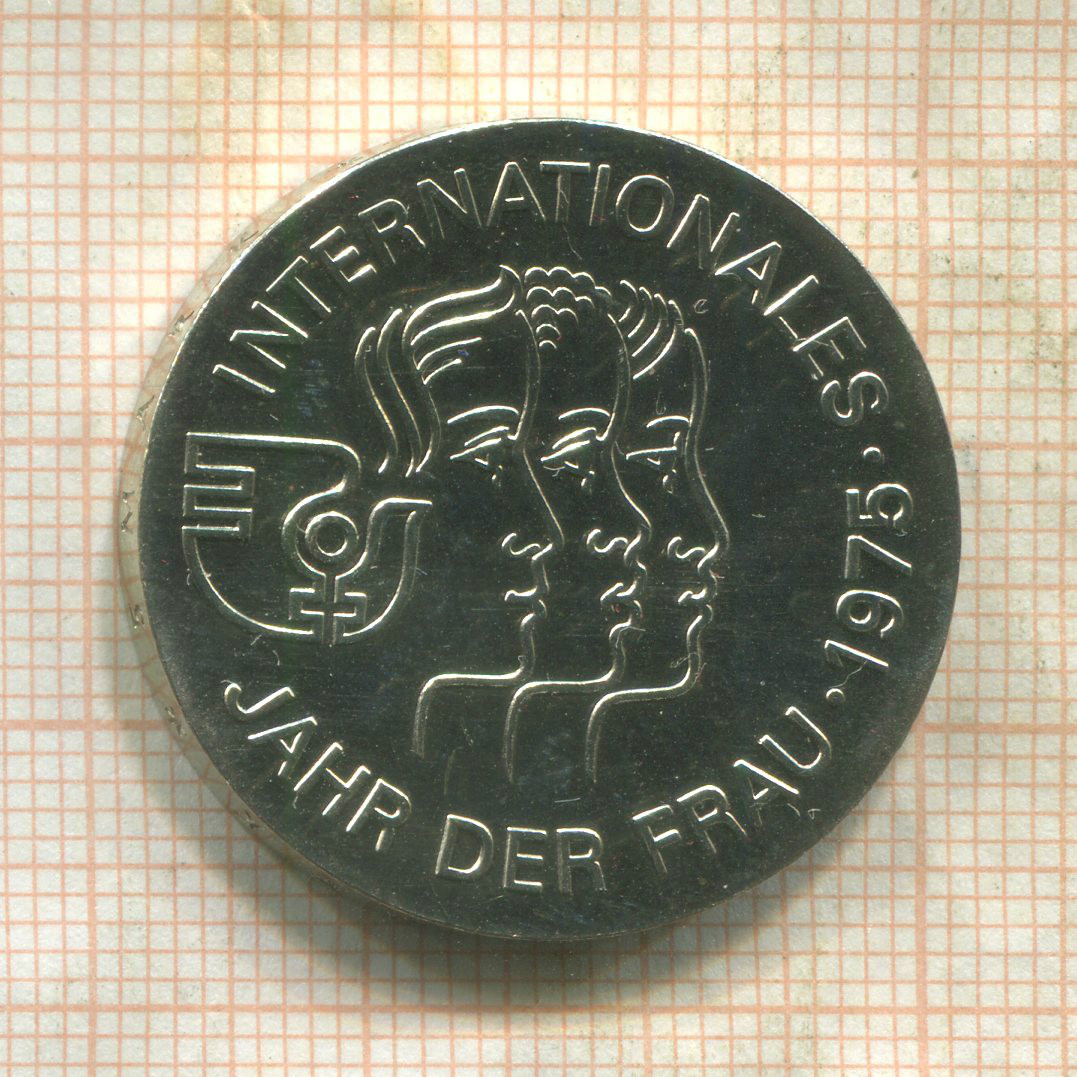 INTERNATIONALES · 1975 ·
JAHR DER FRAU